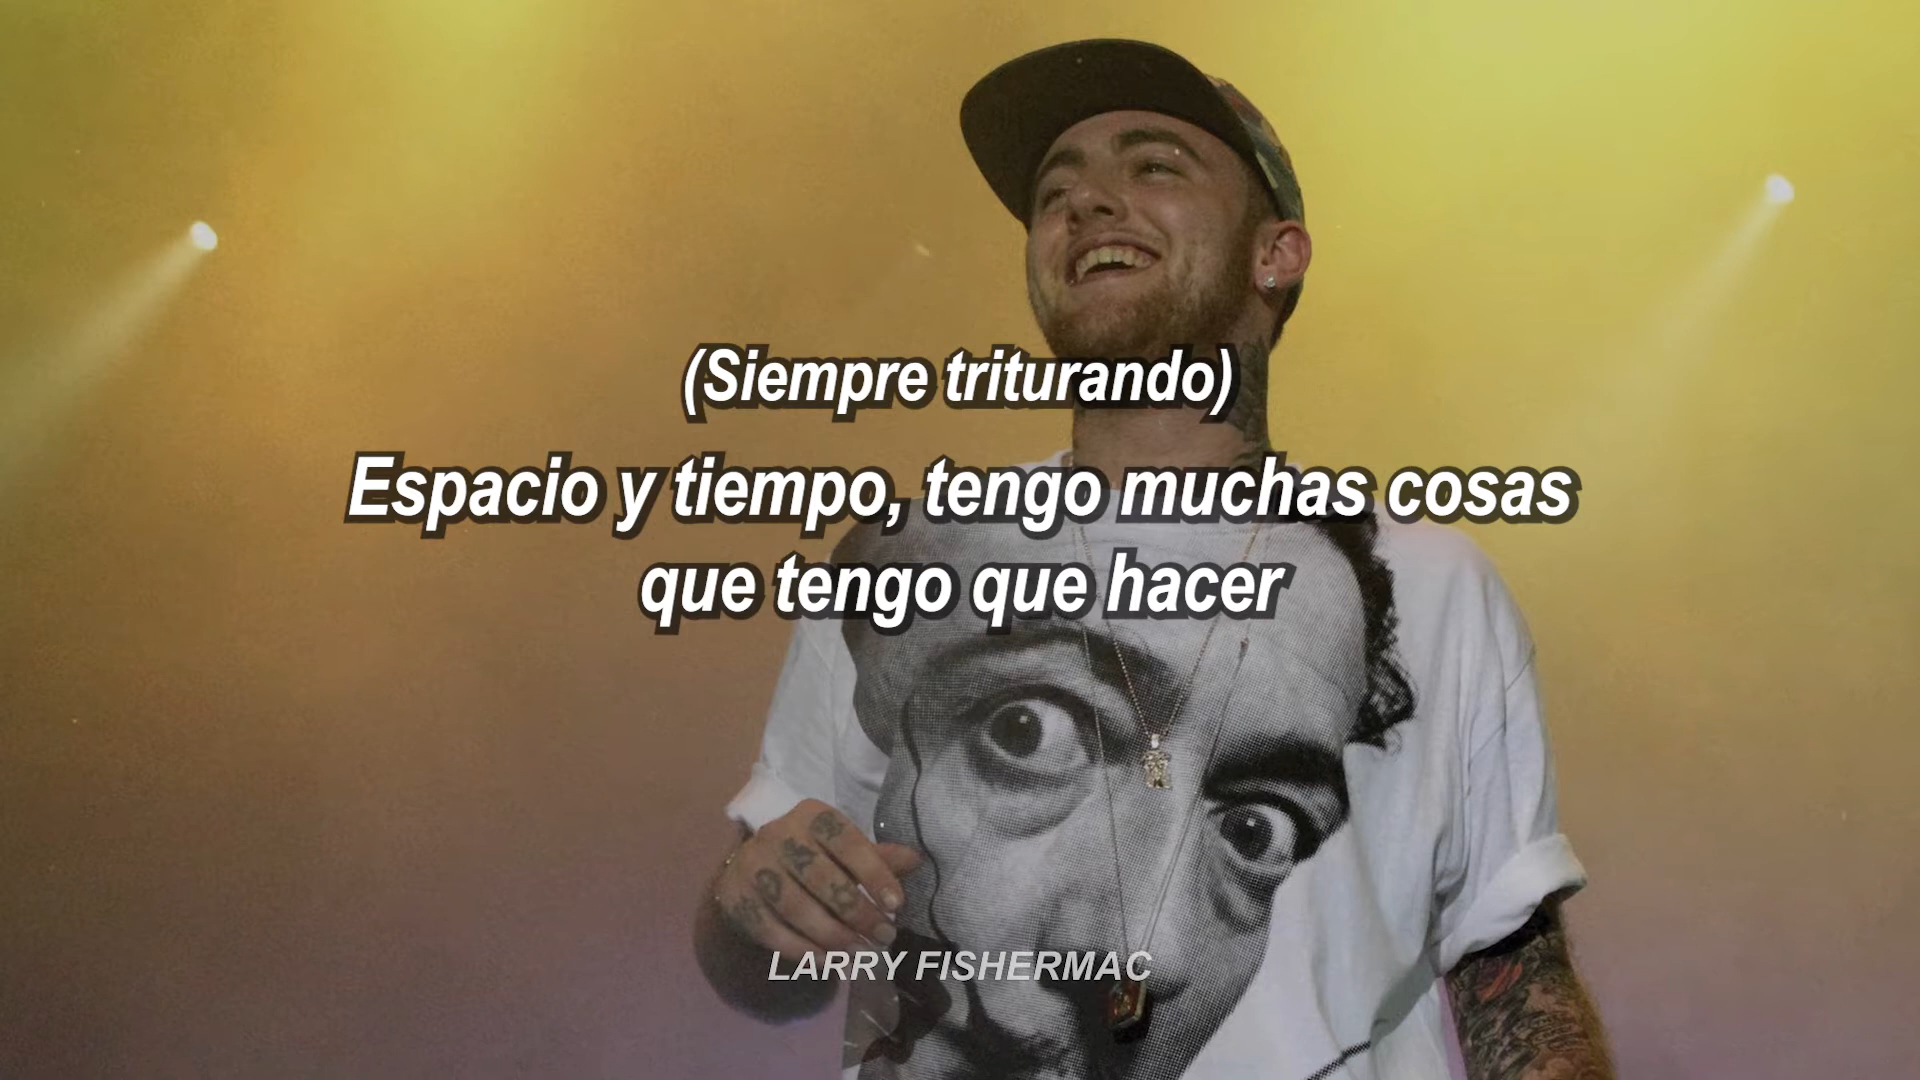 (Siempre triturando)
Espacio y tiempo, tengo muchas cosas
que tengo que hacer
LARRY FISHERMAC